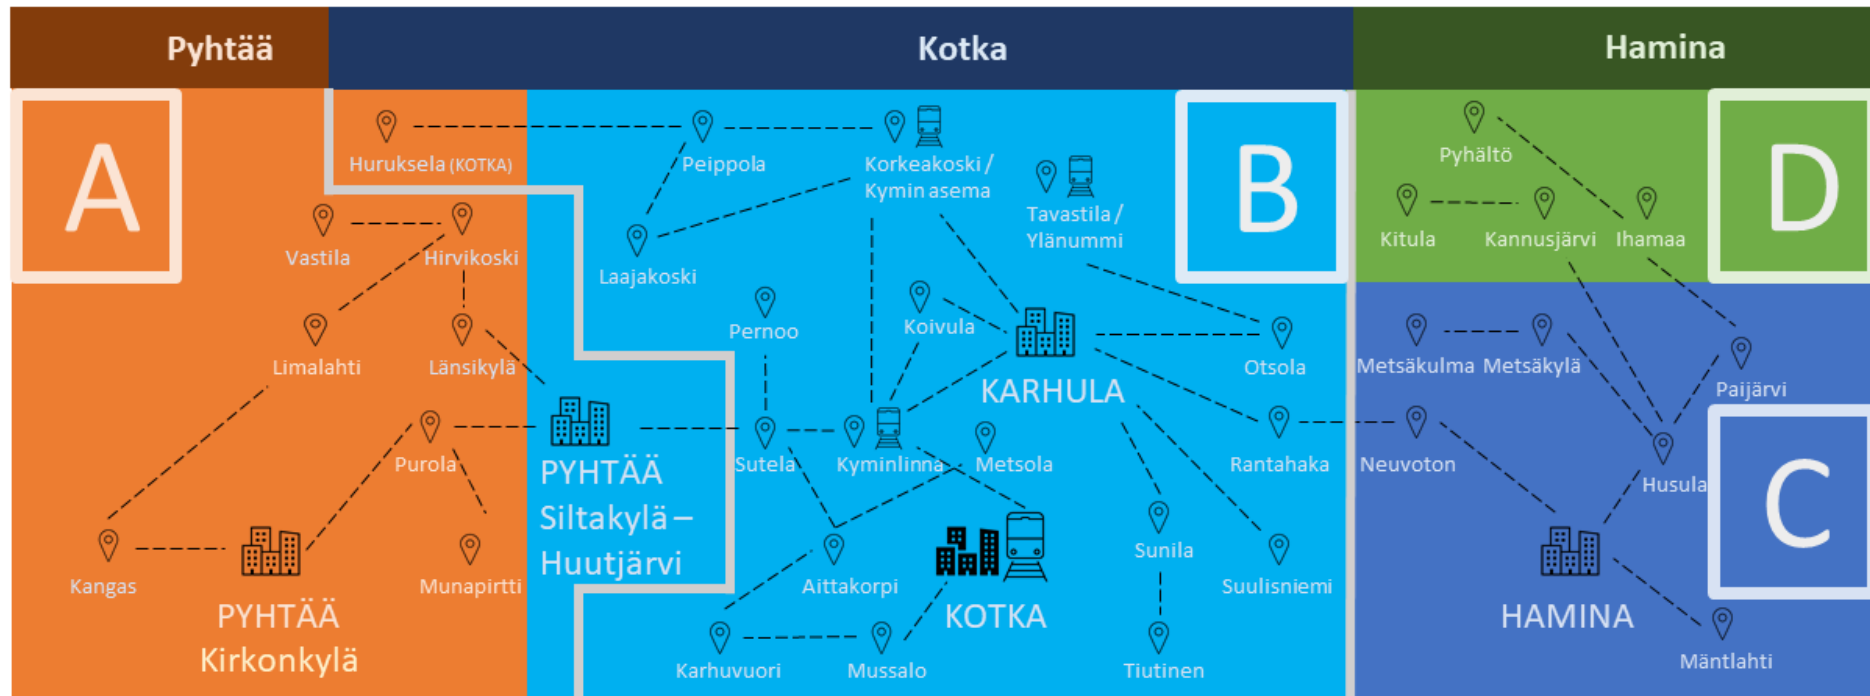 Pyhtää
Kotka
Hamina
A
B
D
C
Huruksela (KOTKA)
Peippola
Korkeakoski /
Kymin asema
Tavastila /
Ylänummi
Pyhältö
Kitula
Kannusjärvi
Ihamaa
Vastila
Hirvikoski
Laajakoski
Pernoo
Koivula
Limalahti
Länsikylä
KARHULA
Otsola
Metsäkulma
Metsäkylä
Paijärvi
Purola
PYHTÄÄ
Siltakylä –
Huutjärvi
Sutela
Kyminlinna
Metsola
Rantahaka
Neuvoton
Husula
Kangas
PYHTÄÄ
Kirkonkylä
Munapirtti
Aittakorpi
KOTKA
Sunila
Suulisniemi
HAMINA
Karhuvuori
Mussalo
Tiutinen
Mäntlahti